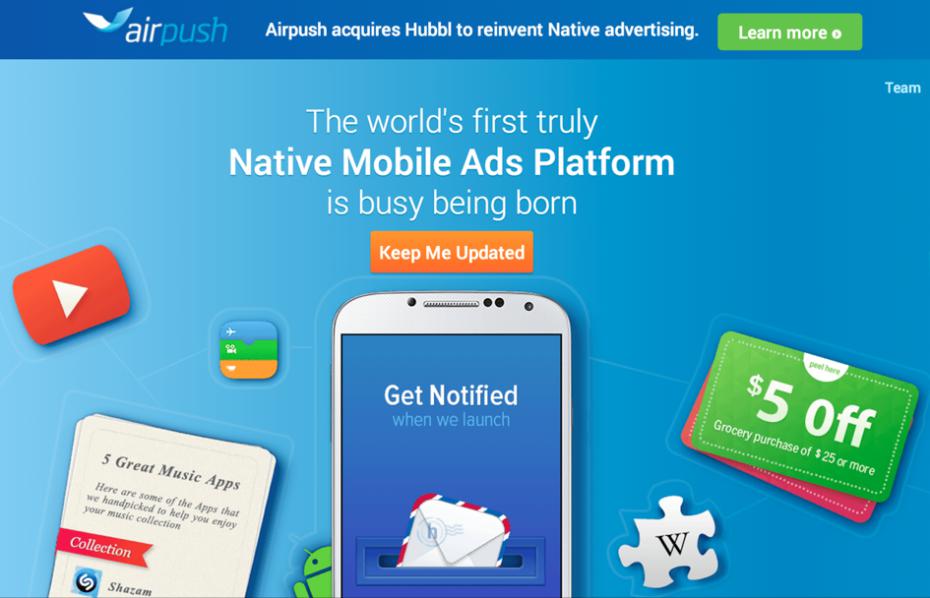 airpush
Airpush acquires Hubbl to reinvent Native advertising.
Learn more
Team
The world's first truly
Native Mobile Ads Platform
is busy being born
Keep Me Updated
Get Notified
when we launch
h
5 Great Music Apps
Here are some of the Apps that
we handpicked to help you enjoy
your music collection
Collection
Shazam
peel here
$5 Off
Grocery purchase of $25 or more
W